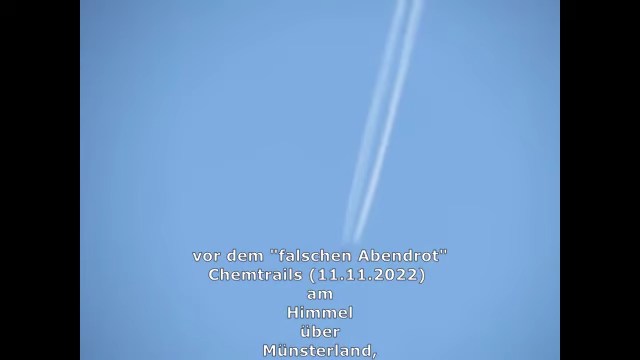 vor dem "falschen Abendrot"
Chemtrails (11.11.2022)
am
Himmel
über
Münsterland,